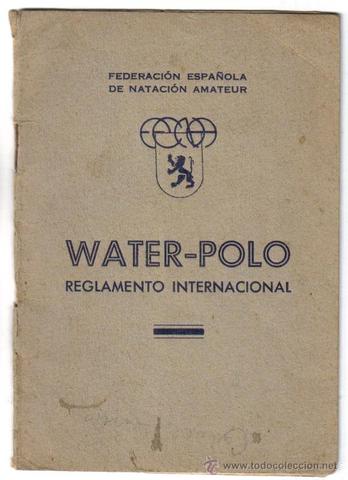 FEDERACIÓN ESPAÑOLA
DE NATACIÓN AMATEUR
WATER-POLO
REGLAMENTO INTERNACIONAL
www.todocoleccion.net